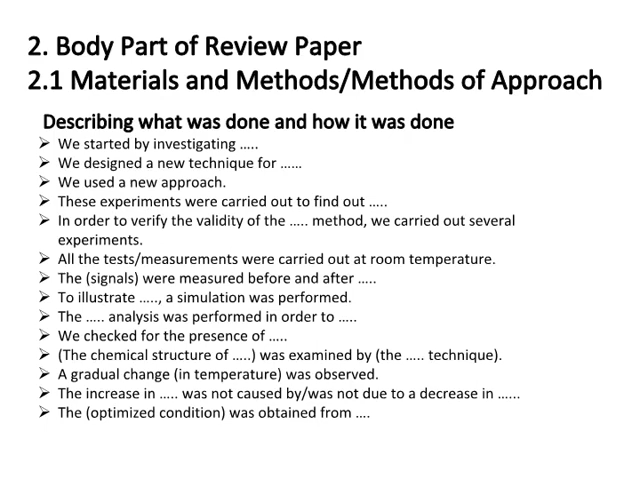 2. Body Part of Review Paper
2.1 Materials and Methods/Methods of Approach
Describing what was done and how it was done
➢ We started by investigating …..
➢ We designed a new technique for ……
➢ We used a new approach.
➢ These experiments were carried out to find out …..
➢ In order to verify the validity of the ….. method, we carried out several
experiments.
➢ All the tests/measurements were carried out at room temperature.
➢ The (signals) were measured before and after …..
➢ To illustrate ….., a simulation was performed.
➢ The ….. analysis was performed in order to …..
➢ We checked for the presence of …..
➢ (The chemical structure of …..) was examined by (the ….. technique).
➢ A gradual change (in temperature) was observed.
➢ The increase in ….. was not caused by/was not due to a decrease in …...
➢ The (optimized condition) was obtained from ….